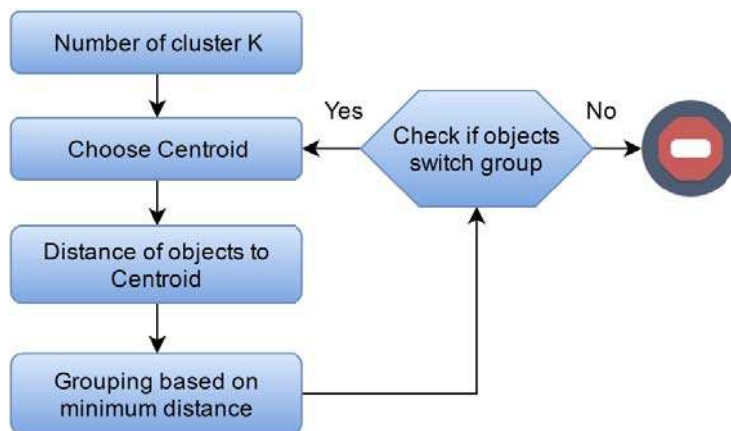 Number of cluster K
Choose Centroid
Distance of objects to
Centroid
Grouping based on
minimum distance
Yes
Check if objects
switch group
No